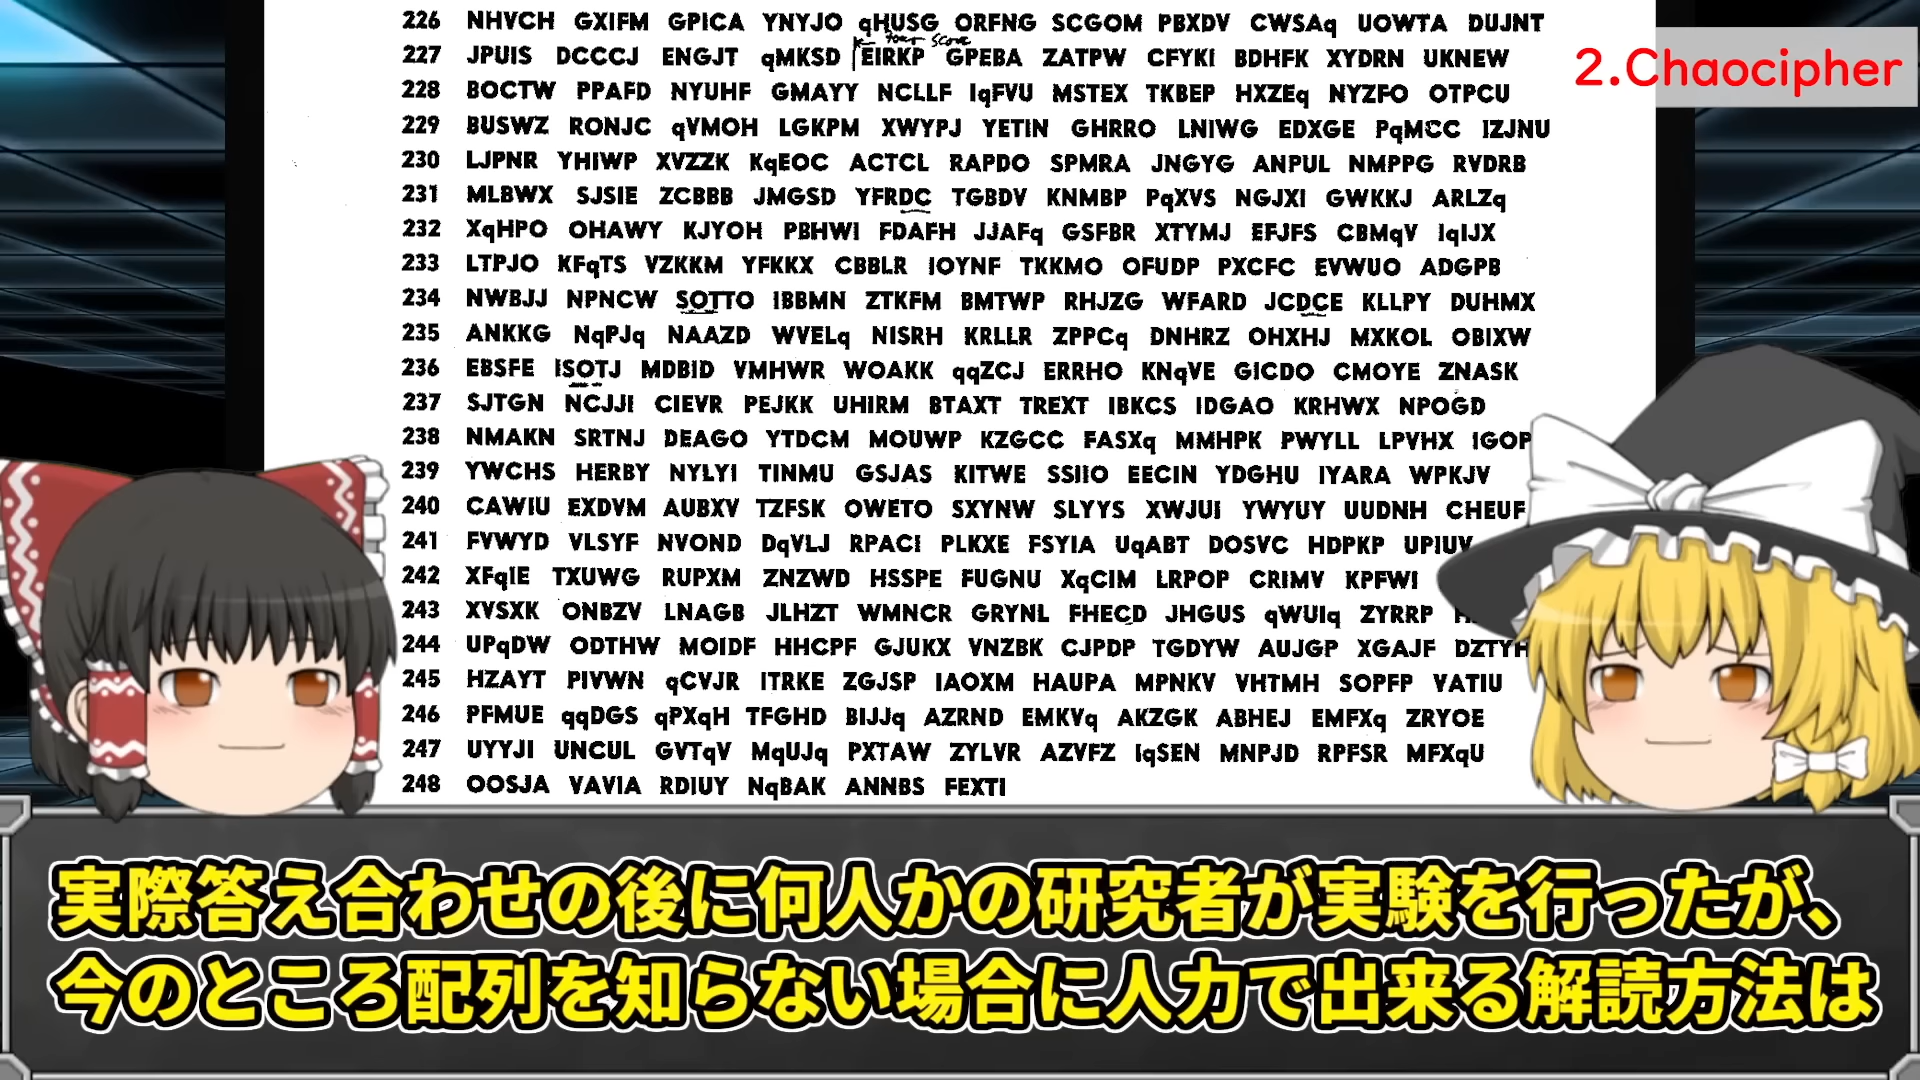 226 NHVCH GXIFM GPICA YNYJO qHUSG ORFNG SCGOM PBXDV CWSAq UOWTA DUJNT
227 JPUIS DCCCJ ENGJT qMKSD EIRKP GPEBA ZATPW CFYKI BDHFK XYDRN UKNEW
2.Chaocipher
228 BOCTW PPAFD NYUHF GMAYY NCLLF IqFVU MSTEX TKBEP HXZEq NYZFO OTPCU
229 BUSWZ RONJC qVMOH LGKPM XWYPJ YETIN GHRRO LNIWG EDXGE PqMCC IZJNU
230 LJPNR YHIWP XVZZK KqEOC ACTCL RAPDO SPMRA JNGYG ANPUL NMPPG RVDRB
231 MLBWX SJSIE ZCBBB JMGSD YFRDC TGBDV KNMBP PqXVS NGJXI GWKKJ ARLZq
232 XqHPO OHAWY KJYOH PBHWI FDAFH JJAFq GSFBR XTYMJ EFJFS CBMqV IqIJX
233 LTPJO KFqTS VZKKM YFKKX CBBLR IOYNF TKKMO OFUDP PXCFC EVWUO ADGPB
234 NWBJJ NPNCW SOTTO IBBMN ZTKFM BMTWP RHJZG WFARD JCDCE KLLPY DUHMX
235 ANKKG NqPJq NAAZD WVELq NISRH KRLLR ZPPCq DNHRZ OHXHJ MXKOL OBIXW
236 EBSFE ISOTJ MDBID VMHWR WOAKK qqZCJ ERRHO KNqVE GICDO CMOYE ZNASK
237 SJTGN NCJJI CIEVR PEJKK UHIRM BTAXT TREXT IBKCS IDGAO KRHWX NPOGD
238 NMAKN SRTNJ DEAGO YTDCM MOUWP KZGCC FASXq MMHPK PWYLL LPVHX IGOP
239 YWCHS HERBY NYLYI TINMU GSJAS KITWE SSIIO EECIN YDGHU IYARA WPKJV
240 CAWIU EXDVM AUBXV TZFSK OWETO SXYNW SLYYS XWJUI YWYUY UUDNH CHEUF
241 FVWYD VLSYF NVOND DqVLJ RPACI PLKXE FSYIA UqABT DOSVC HDPKP UPIUV
242 XFqIE TXUWG RUPXM ZNZWD HSSPE FUGNU XqCIM LRPOP CRIMV KPFWI
243 XVSXK ONBZV LNAGB JLHZT WMNCR GRYNL FHECD JHGUS qWUIq ZYRRP
244 UPqDW ODTHW MOIDF HHCPF GJUKX VNZBK CJPDP TGDYW AUJGP XGAJF DZTYH
245 HZAYT PIVWN qCVJR ITRKE ZGJSP IAOXM HAUPA MPNKV VHTMH SOPFP VATIU
246 PFMUE qqDGS qPXqH TFGHD BIJJq AZRND EMKVq AKZGK ABHEJ EMFXq ZRYOE
247 UYYJI UNCUL GVTqV MqUJq PXTAW ZYLVR AZVFZ IqSEN MNPJD RPFSR MFXqU
248 OOSJA VAVIA RDIUY NqBAK ANNBS FEXTI
実際答え合わせの後に何人かの研究者が実験を行ったが、
今のところ配列を知らない場合に人力で出来る解読方法は